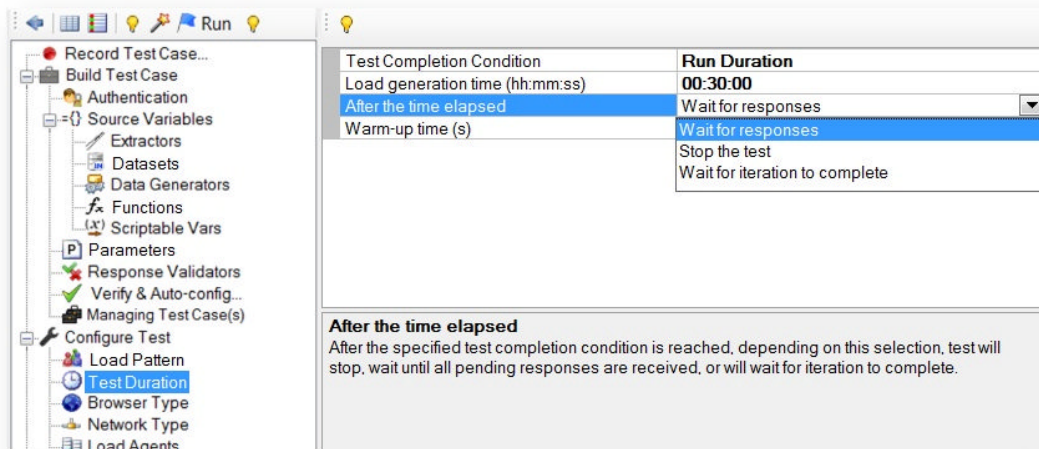 Run
Record Test Case...
Build Test Case
Authentication
={} Source Variables
Extractors
Datasets
Data Generators
fx Functions
(x) Scriptable Vars
P Parameters
Response Validators
Verify & Auto-config...
Managing Test Case(s)
Configure Test
Load Pattern
Test Duration
Browser Type
Network Type
Load Agents
Test Completion Condition Run Duration
Load generation time (hh:mm:ss) 00:30:00
After the time elapsed Wait for responses
Warm-up time (s) Wait for responses
Stop the test
Wait for iteration to complete
After the time elapsed
After the specified test completion condition is reached, depending on this selection, test will
stop, wait until all pending responses are received, or will wait for iteration to complete.